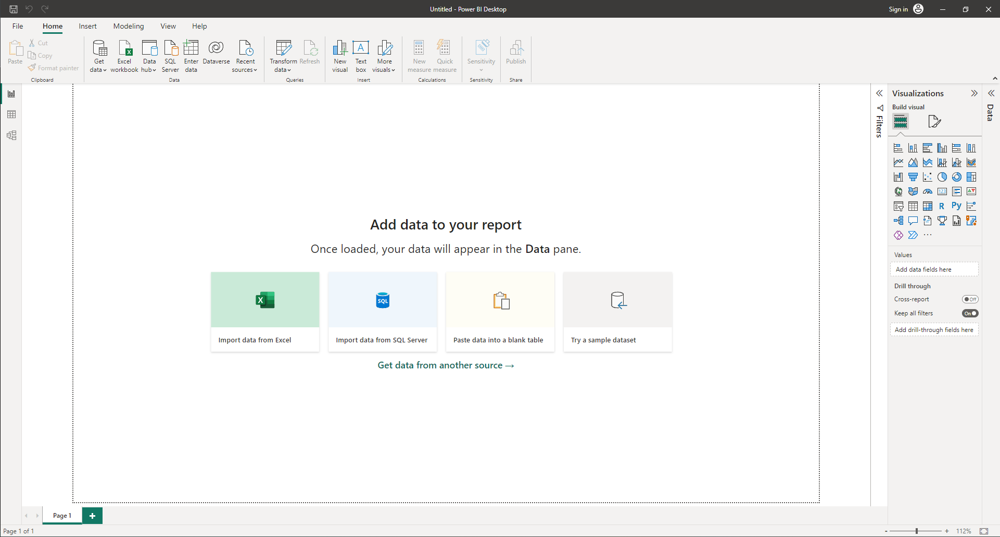 Untitled - Power BI Desktop
Sign in
File
Home
Insert
Modeling
View
Help
Paste
Cut
Copy
Format painter
Clipboard
Get
data
Excel
workbook
Data
hub
SQL
Server
Enter
data
Dataverse
Recent
sources
Data
Transform
data
Refresh
Queries
New
visual
Text
box
More
visuals
Insert
New
measure
Quick
measure
Calculations
Sensitivity
Sensitivity
Publish
Share
Filters
Visualizations
Build visual
Data
123
R
Py
Values
Add data fields here
Drill through
Cross-report
Off
Keep all filters
On
Add drill-through fields here
Add data to your report
Once loaded, your data will appear in the Data pane.
X
SQL
Import data from Excel
Import data from SQL Server
Paste data into a blank table
Try a sample dataset
Get data from another source →
Page 1
+
Page 1 of 1
- + 112%